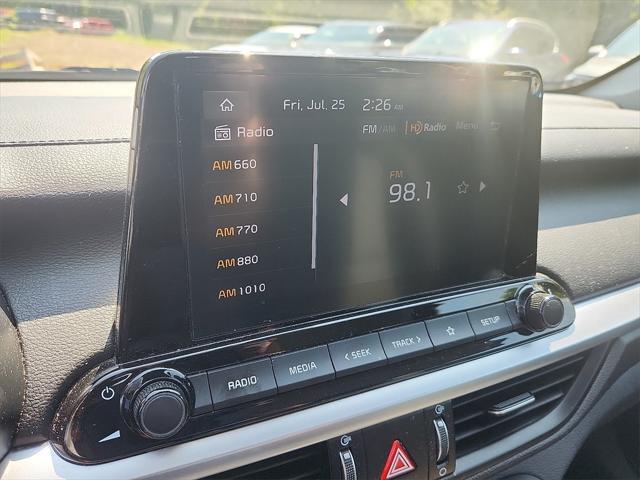 Fri, Jul. 25 2:26 AM
Radio FM/AM HD Radio Menu
AM 660
AM 710
AM 770
AM 880
AM 1010
FM
98.1
RADIO MEDIA < SEEK TRACK > SETUP